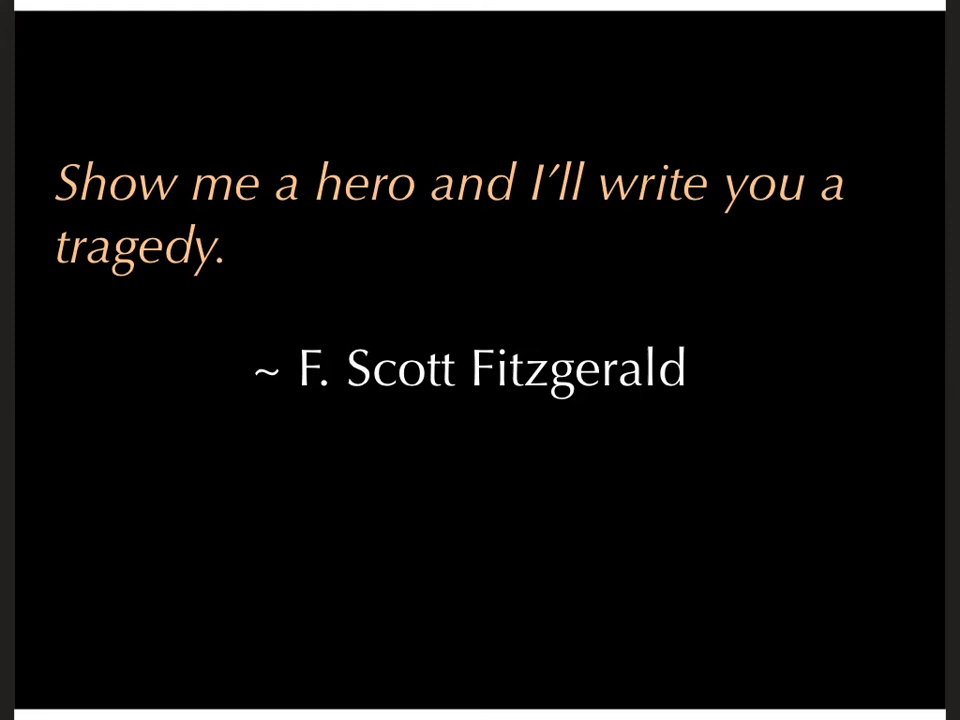 Show me a hero and I’ll write you a
tragedy.
~ F. Scott Fitzgerald